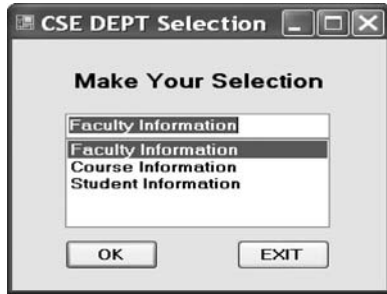 CSE DEPT Selection
Make Your Selection
Faculty Information
Faculty Information
Course Information
Student Information
OK EXIT